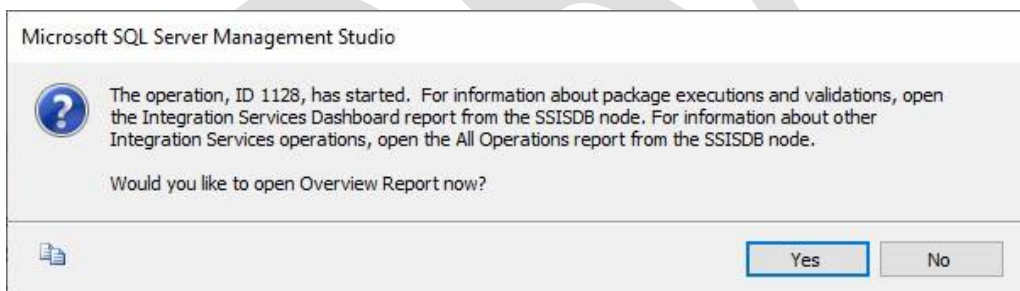 Microsoft SQL Server Management Studio
The operation, ID 1128, has started.  For information about package executions and validations, open
the Integration Services Dashboard report from the SSISDB node. For information about other
Integration Services operations, open the All Operations report from the SSISDB node.
Would you like to open Overview Report now?
Yes
No